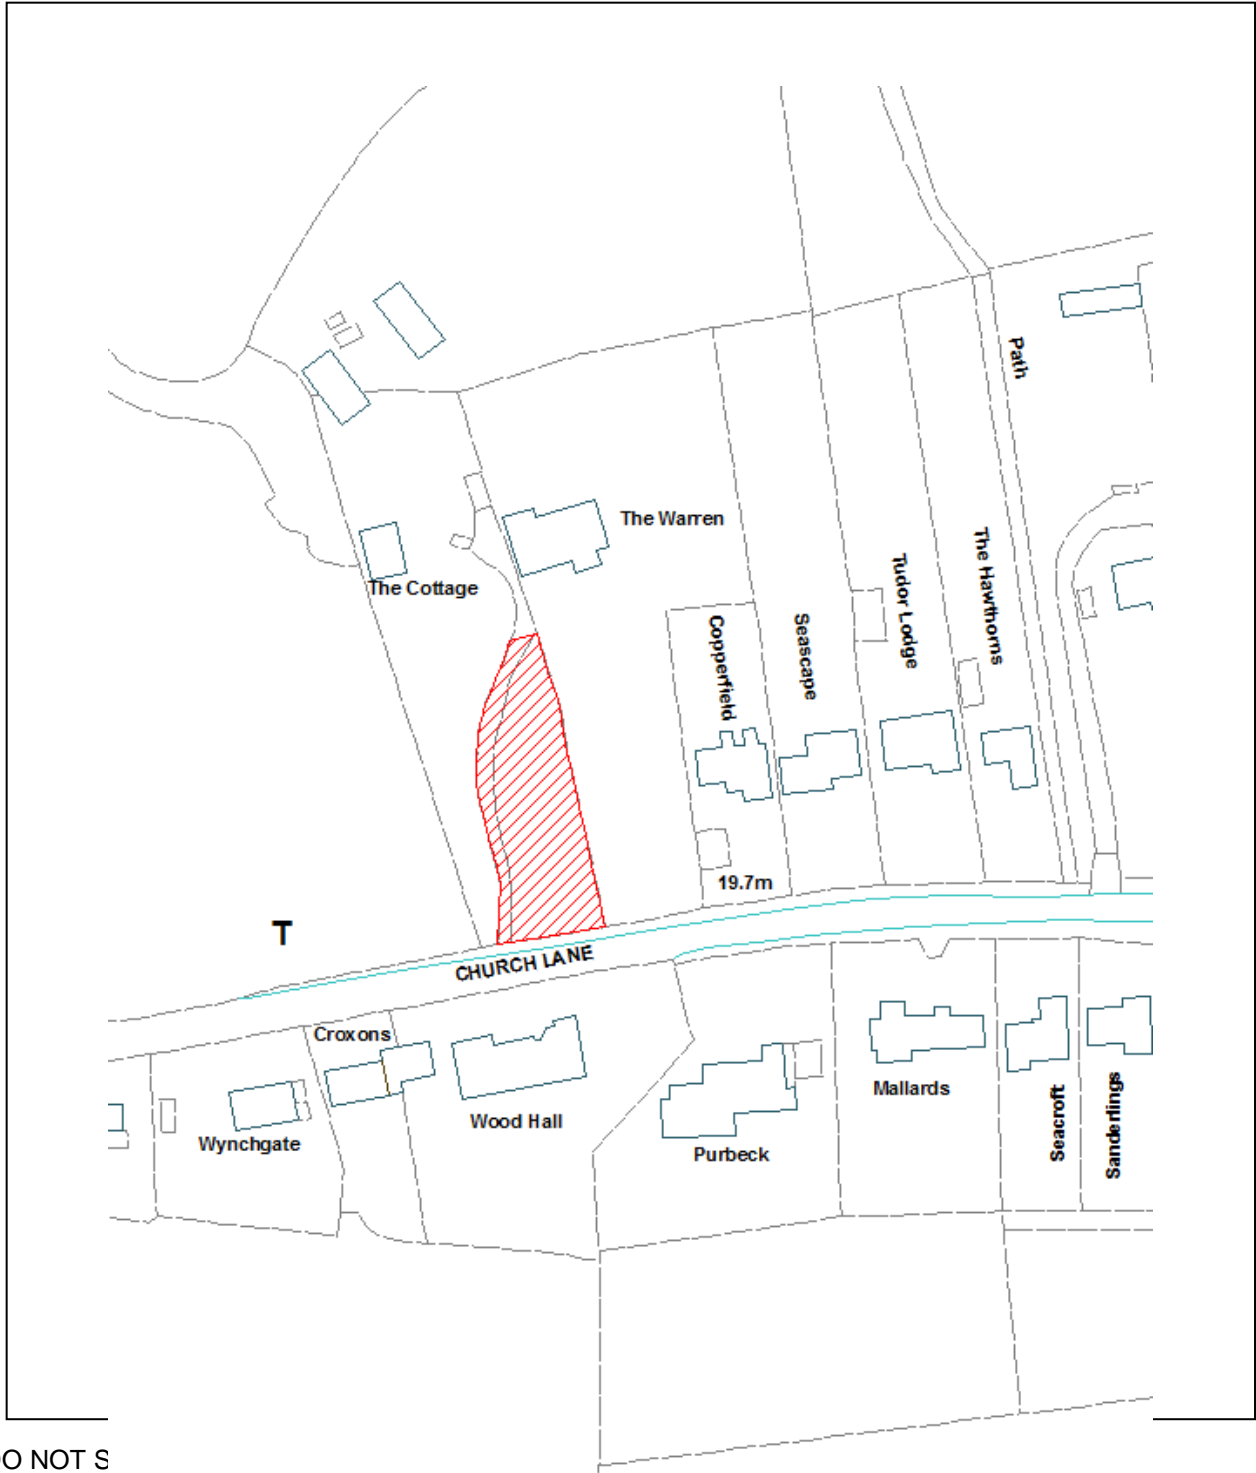 Path
The Warren
The Hawthorns
Tudor Lodge
The Cottage
Seascape
Copperfield
19.7m
T
CHURCH LANE
Croxons
Mallards
Wood Hall
Seacroft
Sanderlings
Wynchgate
Purbeck
O NOT S